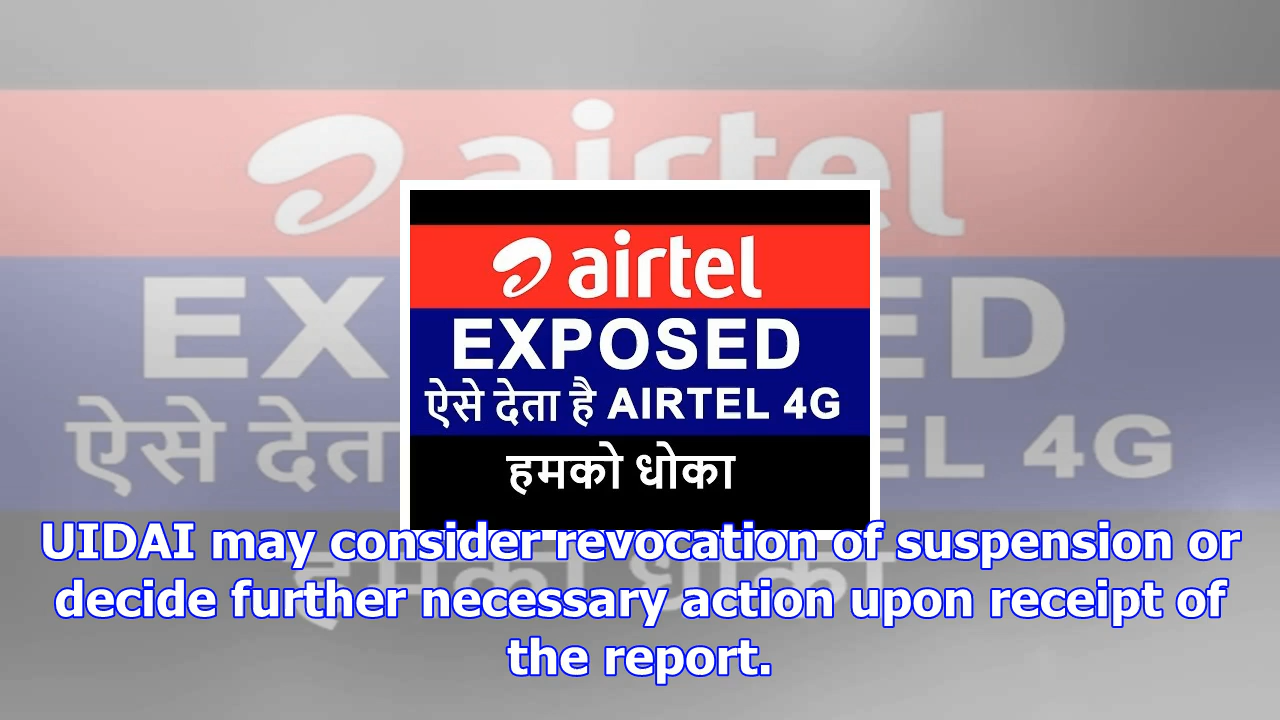 airtel
EXPOSED
ऐसे देता है AIRTEL 4G
हमको धोका
UIDAI may consider revocation of suspension or
decide further necessary action upon receipt of
the report.